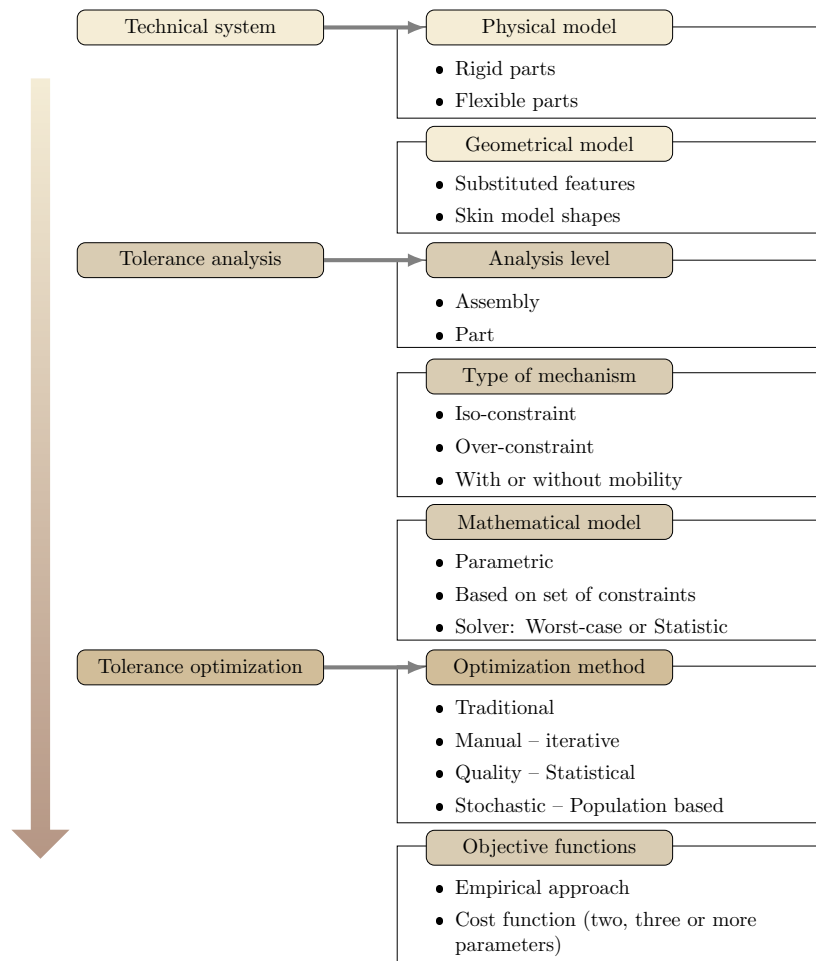 Technical system
Physical model
• Rigid parts
• Flexible parts
Geometrical model
• Substituted features
• Skin model shapes
Tolerance analysis
Analysis level
• Assembly
• Part
Type of mechanism
• Iso-constraint
• Over-constraint
• With or without mobility
Mathematical model
• Parametric
• Based on set of constraints
• Solver: Worst-case or Statistic
Tolerance optimization
Optimization method
• Traditional
• Manual – iterative
• Quality – Statistical
• Stochastic – Population based
Objective functions
• Empirical approach
• Cost function (two, three or more
parameters)